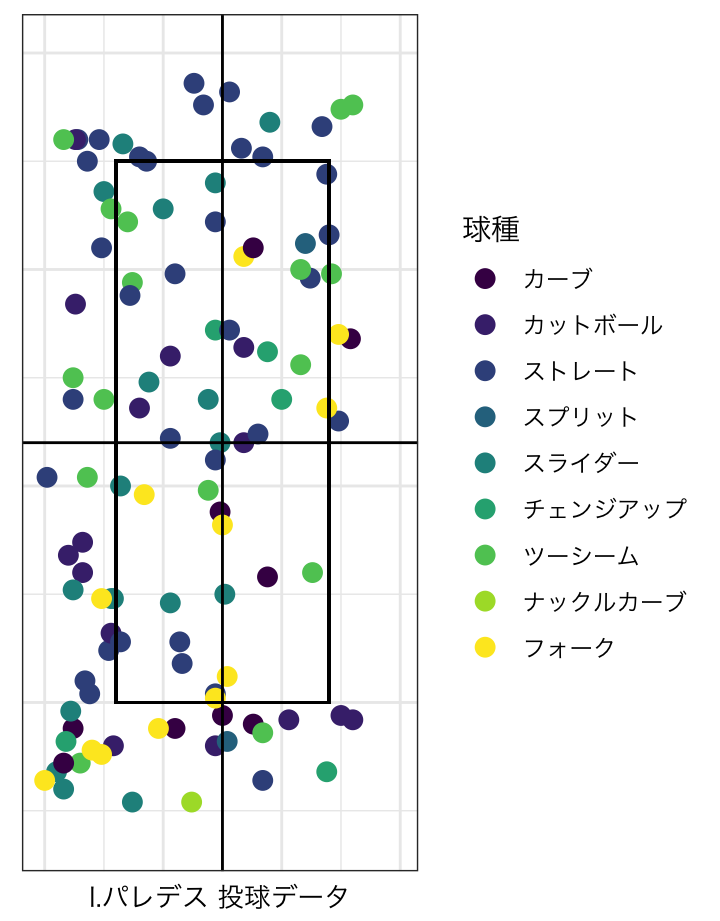 球種
カーブ
カットボール
ストレート
スプリット
スライダー
チェンジアップ
ツーシーム
ナックルカーブ
フォーク
I.パレデス 投球データ